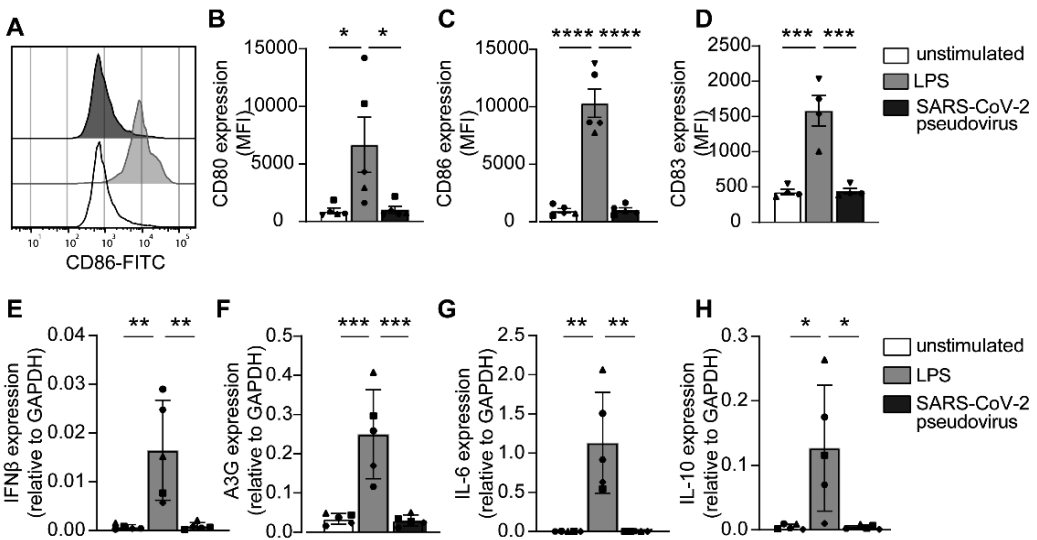 A
10^1 10^2 10^3 10^4 10^5
CD86-FITC
B
* *
15000
10000
5000
0
CD80 expression
(MFI)
C
**** ****
15000
10000
5000
0
CD86 expression
(MFI)
D
*** ***
2500
2000
1500
1000
500
0
CD83 expression
(MFI)
unstimulated
LPS
SARS-CoV-2
pseudovirus
E
** **
0.04
0.03
0.02
0.01
0.00
IFNβ expression
(relative to GAPDH)
F
*** ***
0.5
0.4
0.3
0.2
0.1
0.0
A3G expression
(relative to GAPDH)
G
** **
2.5
2.0
1.5
1.0
0.5
0.0
IL-6 expression
(relative to GAPDH)
H
* *
0.3
0.2
0.1
0.0
IL-10 expression
(relative to GAPDH)
unstimulated
LPS
SARS-CoV-2
pseudovirus